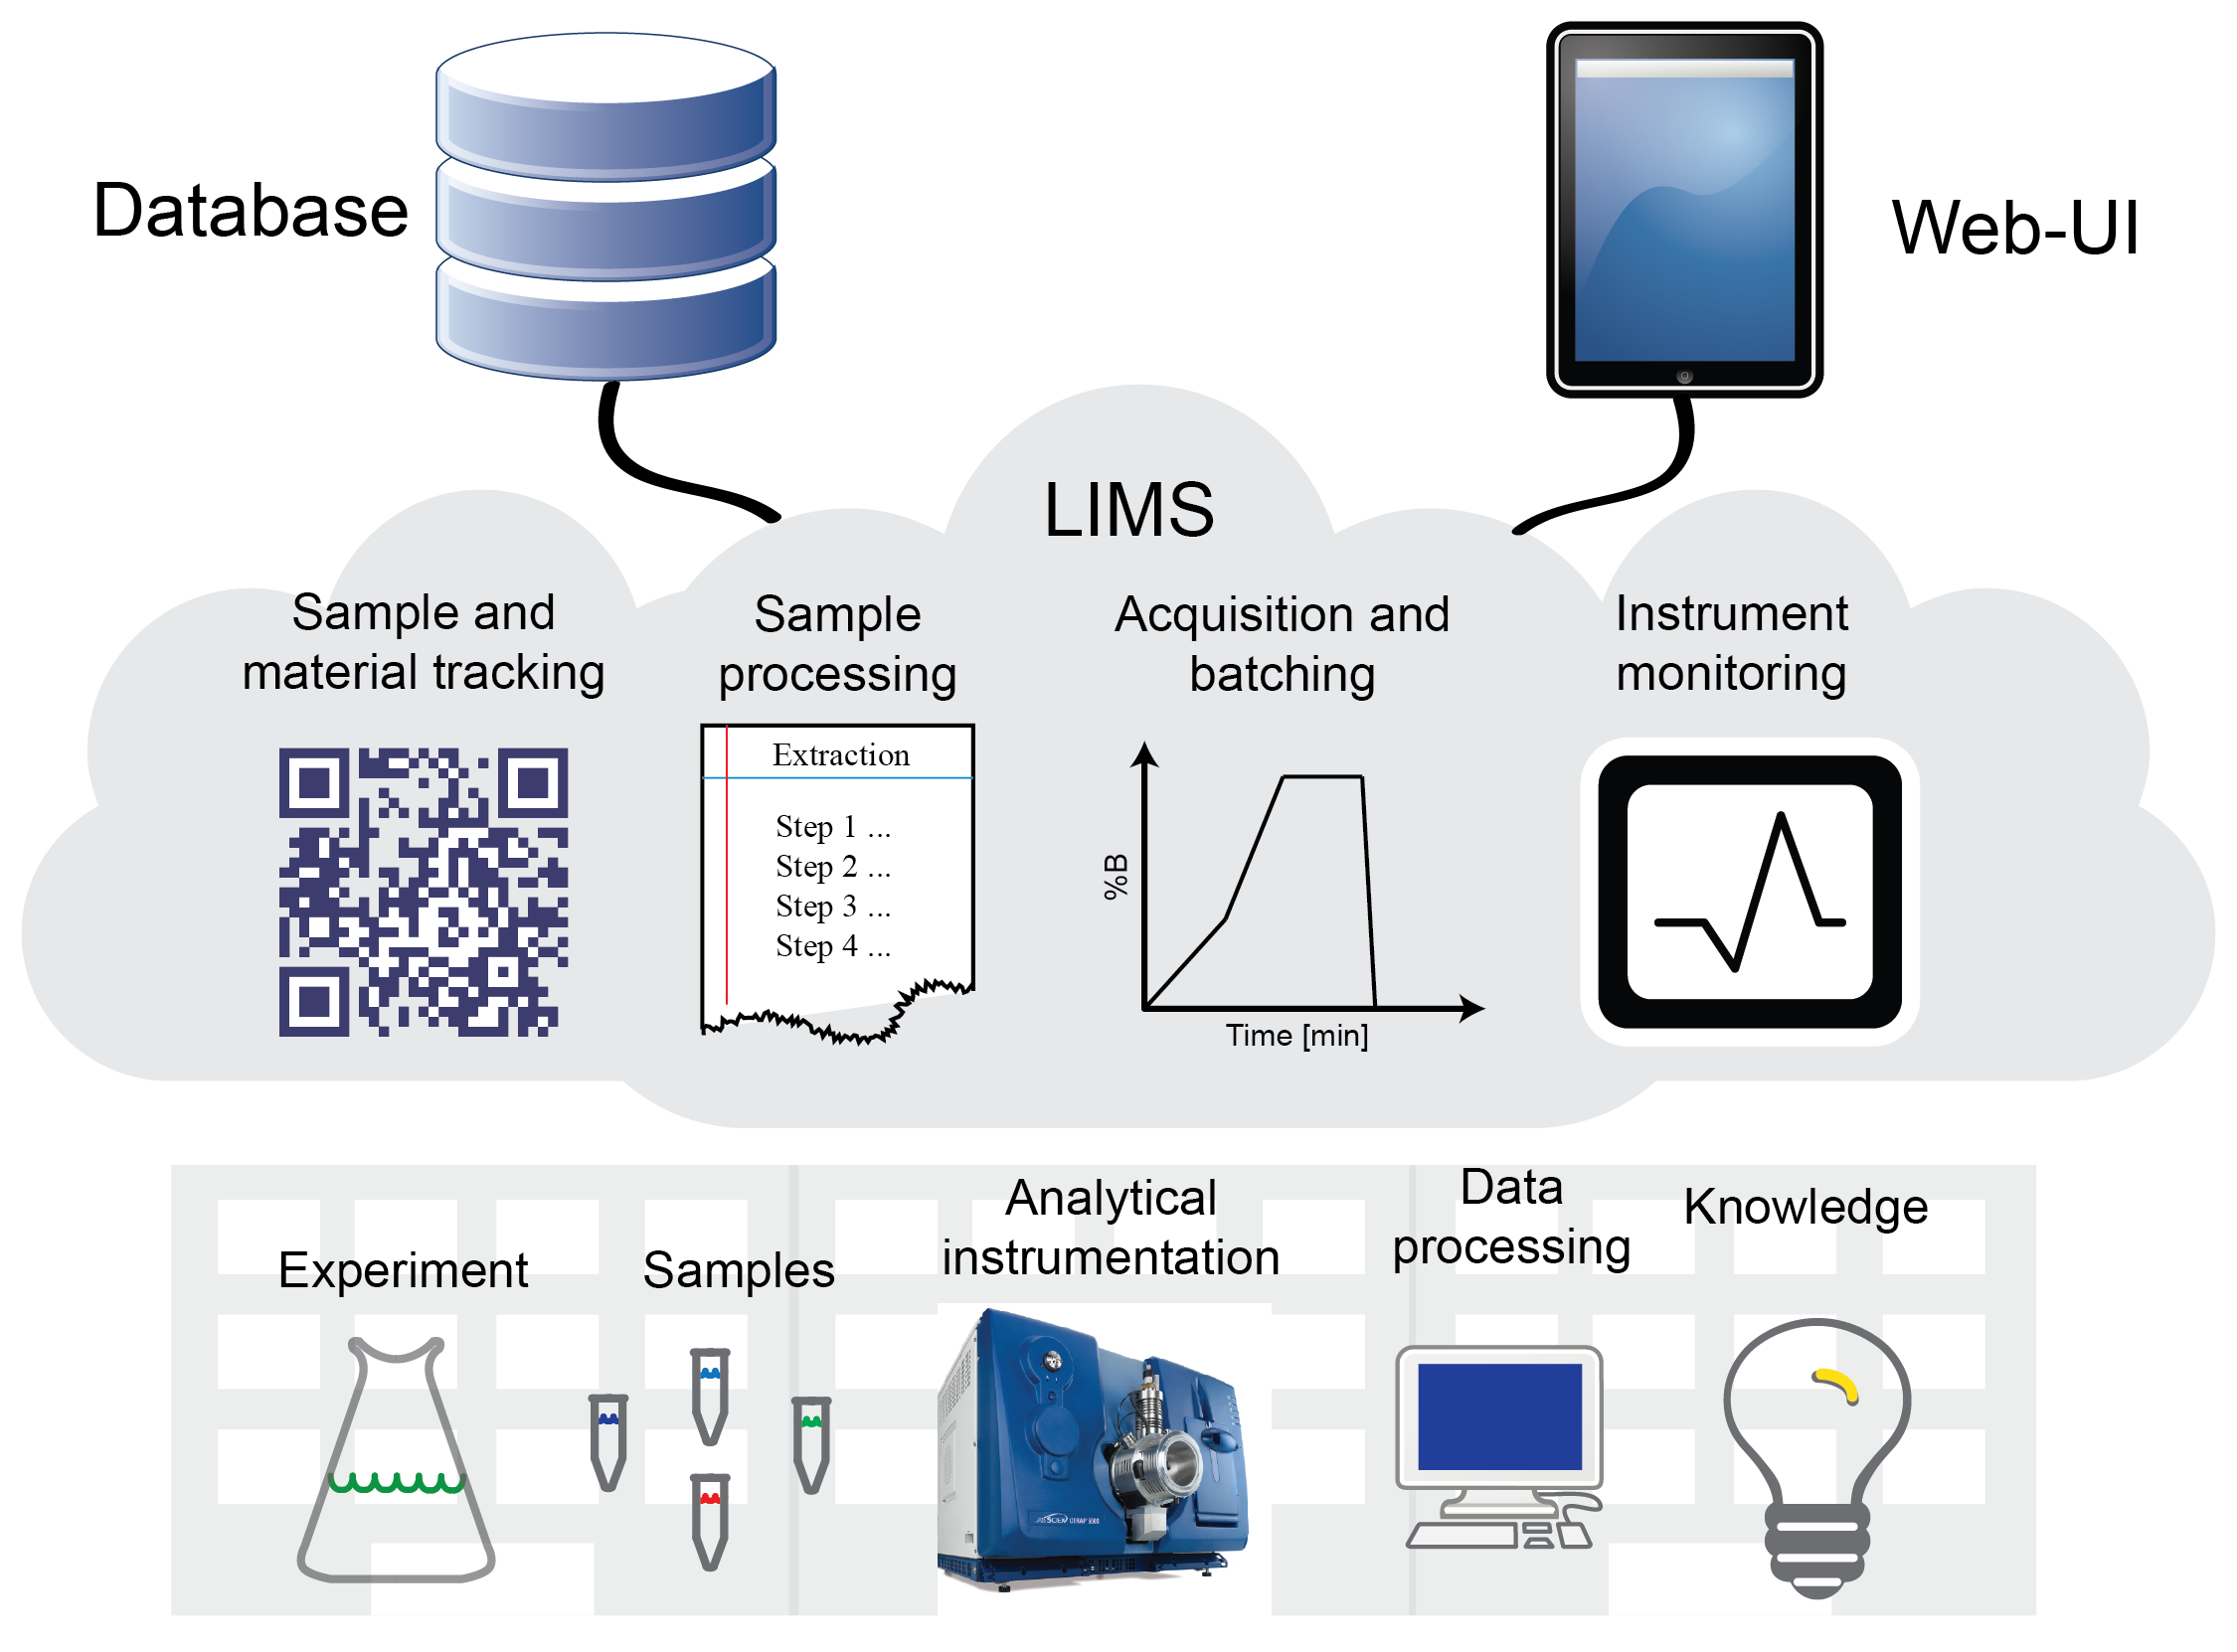 Database
Web-UI
LIMS
Sample and
material tracking
Sample
processing
Acquisition and
batching
Instrument
monitoring
Extraction
Step 1 ...
Step 2 ...
Step 3 ...
Step 4 ...
%B
Time [min]
Experiment
Samples
Analytical
instrumentation
Data
processing
Knowledge